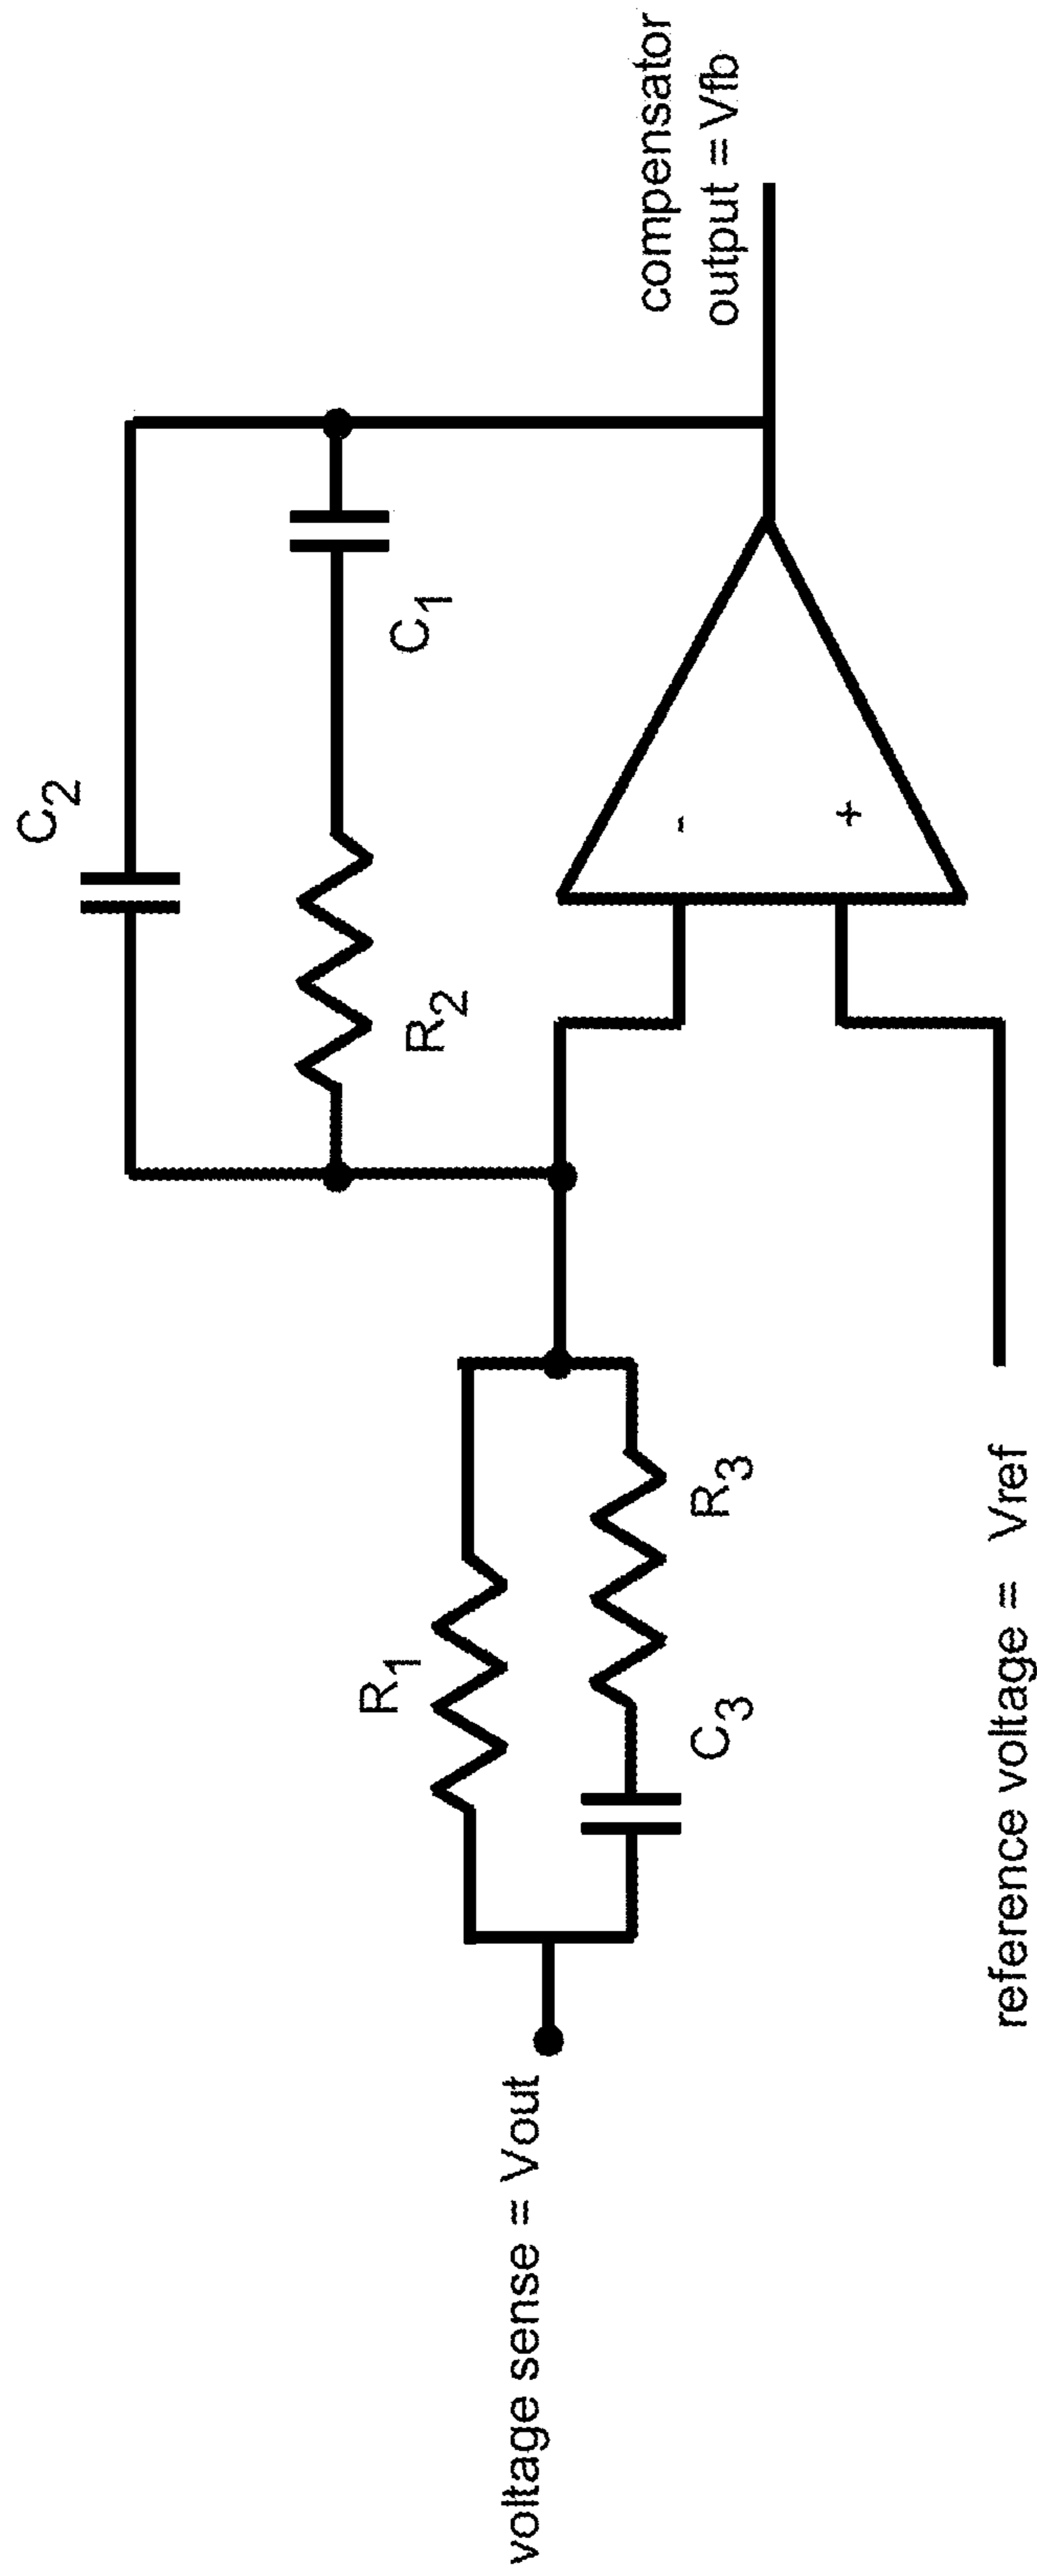 C2
C1
R2
compensator
output = Vfb
R1
R3
C3
-
+
voltage sense = Vout
reference voltage = Vref